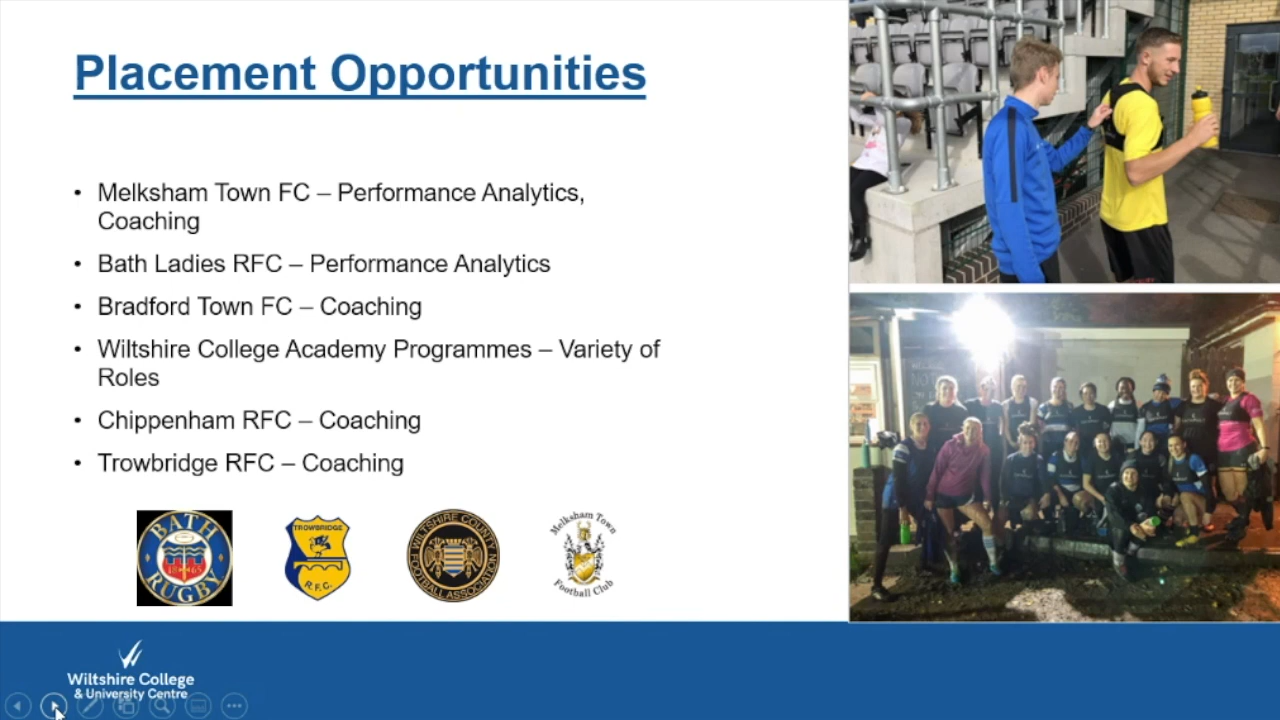 Placement Opportunities
• Melksham Town FC – Performance Analytics,
Coaching
• Bath Ladies RFC – Performance Analytics
• Bradford Town FC – Coaching
• Wiltshire College Academy Programmes – Variety of
Roles
• Chippenham RFC – Coaching
• Trowbridge RFC – Coaching
BATH
1865
RUGBY
TROWBRIDGE
R.F.C.
WILTSHIRE COUNTY
FOOTBALL ASSOCIATION
Melksham Town
Football Club
Wiltshire College
& University Centre